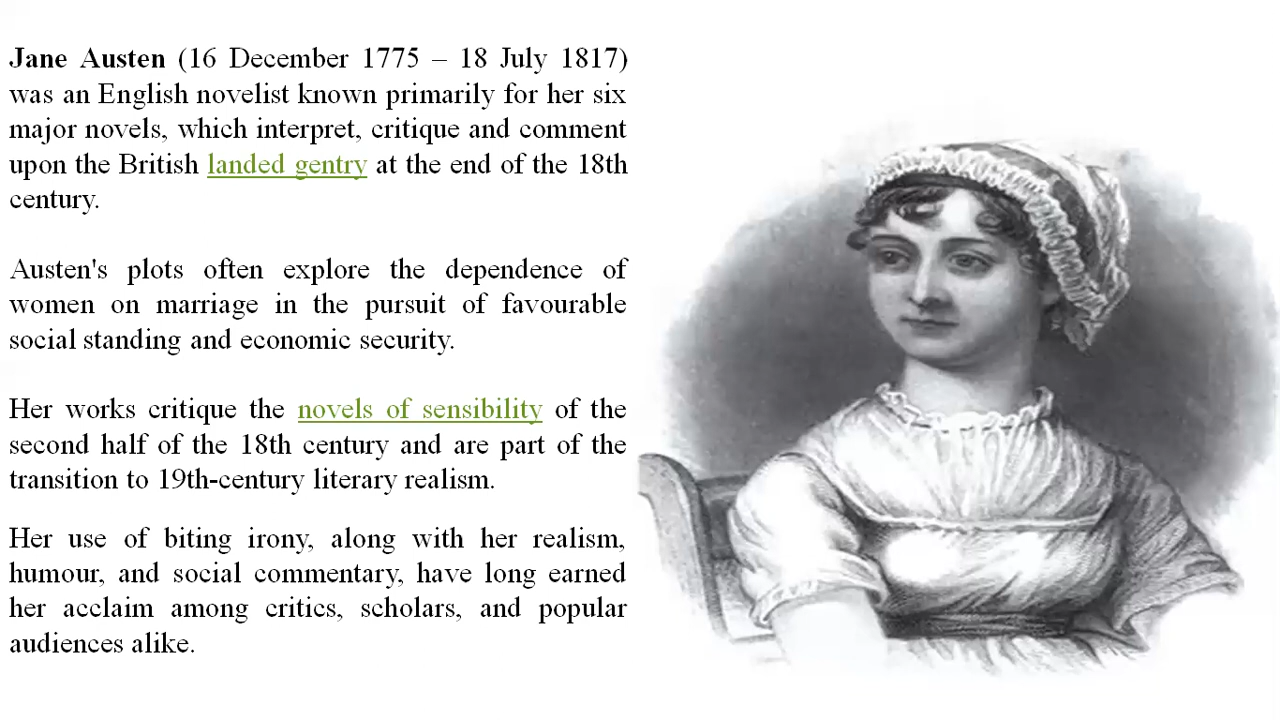 Jane Austen (16 December 1775 – 18 July 1817)
was an English novelist known primarily for her six
major novels, which interpret, critique and comment
upon the British landed gentry at the end of the 18th
century.
Austen's plots often explore the dependence of
women on marriage in the pursuit of favourable
social standing and economic security.
Her works critique the novels of sensibility of the
second half of the 18th century and are part of the
transition to 19th-century literary realism.
Her use of biting irony, along with her realism,
humour, and social commentary, have long earned
her acclaim among critics, scholars, and popular
audiences alike.